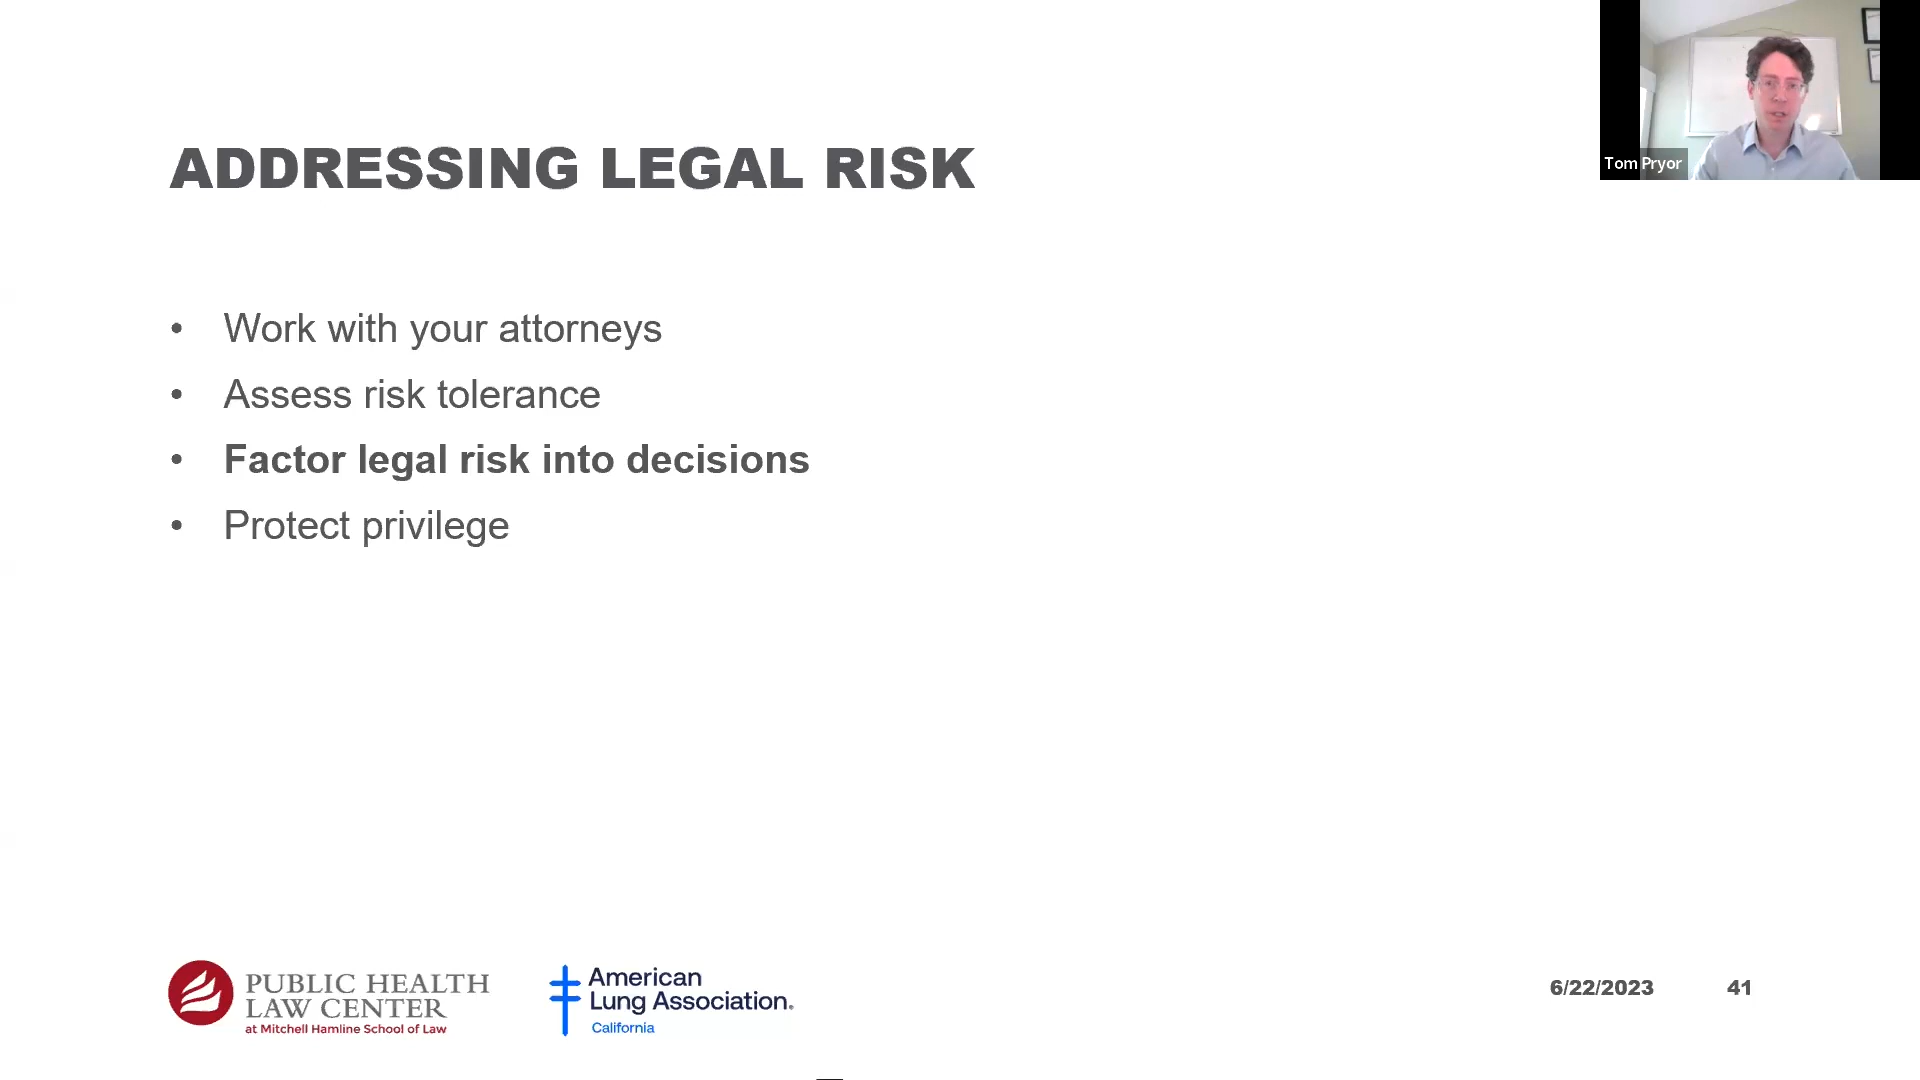 Tom Pryor
ADDRESSING LEGAL RISK
• Work with your attorneys
• Assess risk tolerance
• Factor legal risk into decisions
• Protect privilege
PUBLIC HEALTH
LAW CENTER
at Mitchell Hamline School of Law
American
Lung Association.
California
6/22/2023
41